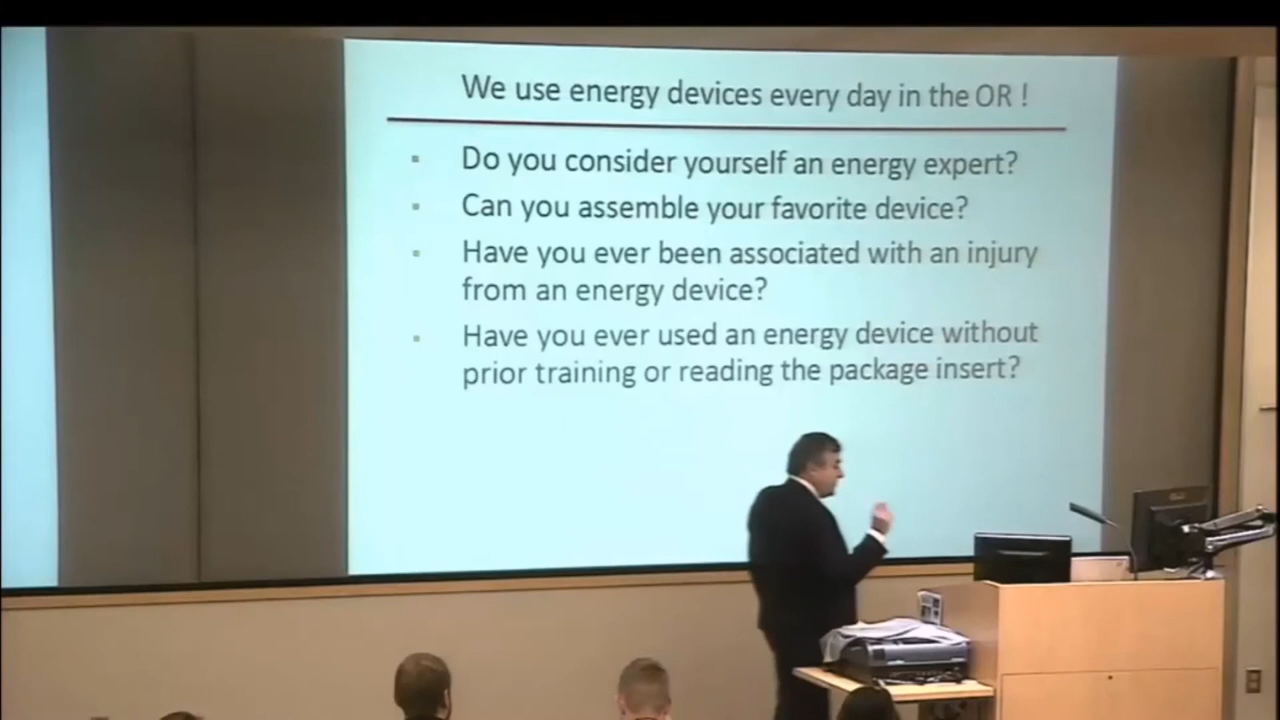 We use energy devices every day in the OR !
▪ Do you consider yourself an energy expert?
▪ Can you assemble your favorite device?
▪ Have you ever been associated with an injury
from an energy device?
▪ Have you ever used an energy device without
prior training or reading the package insert?